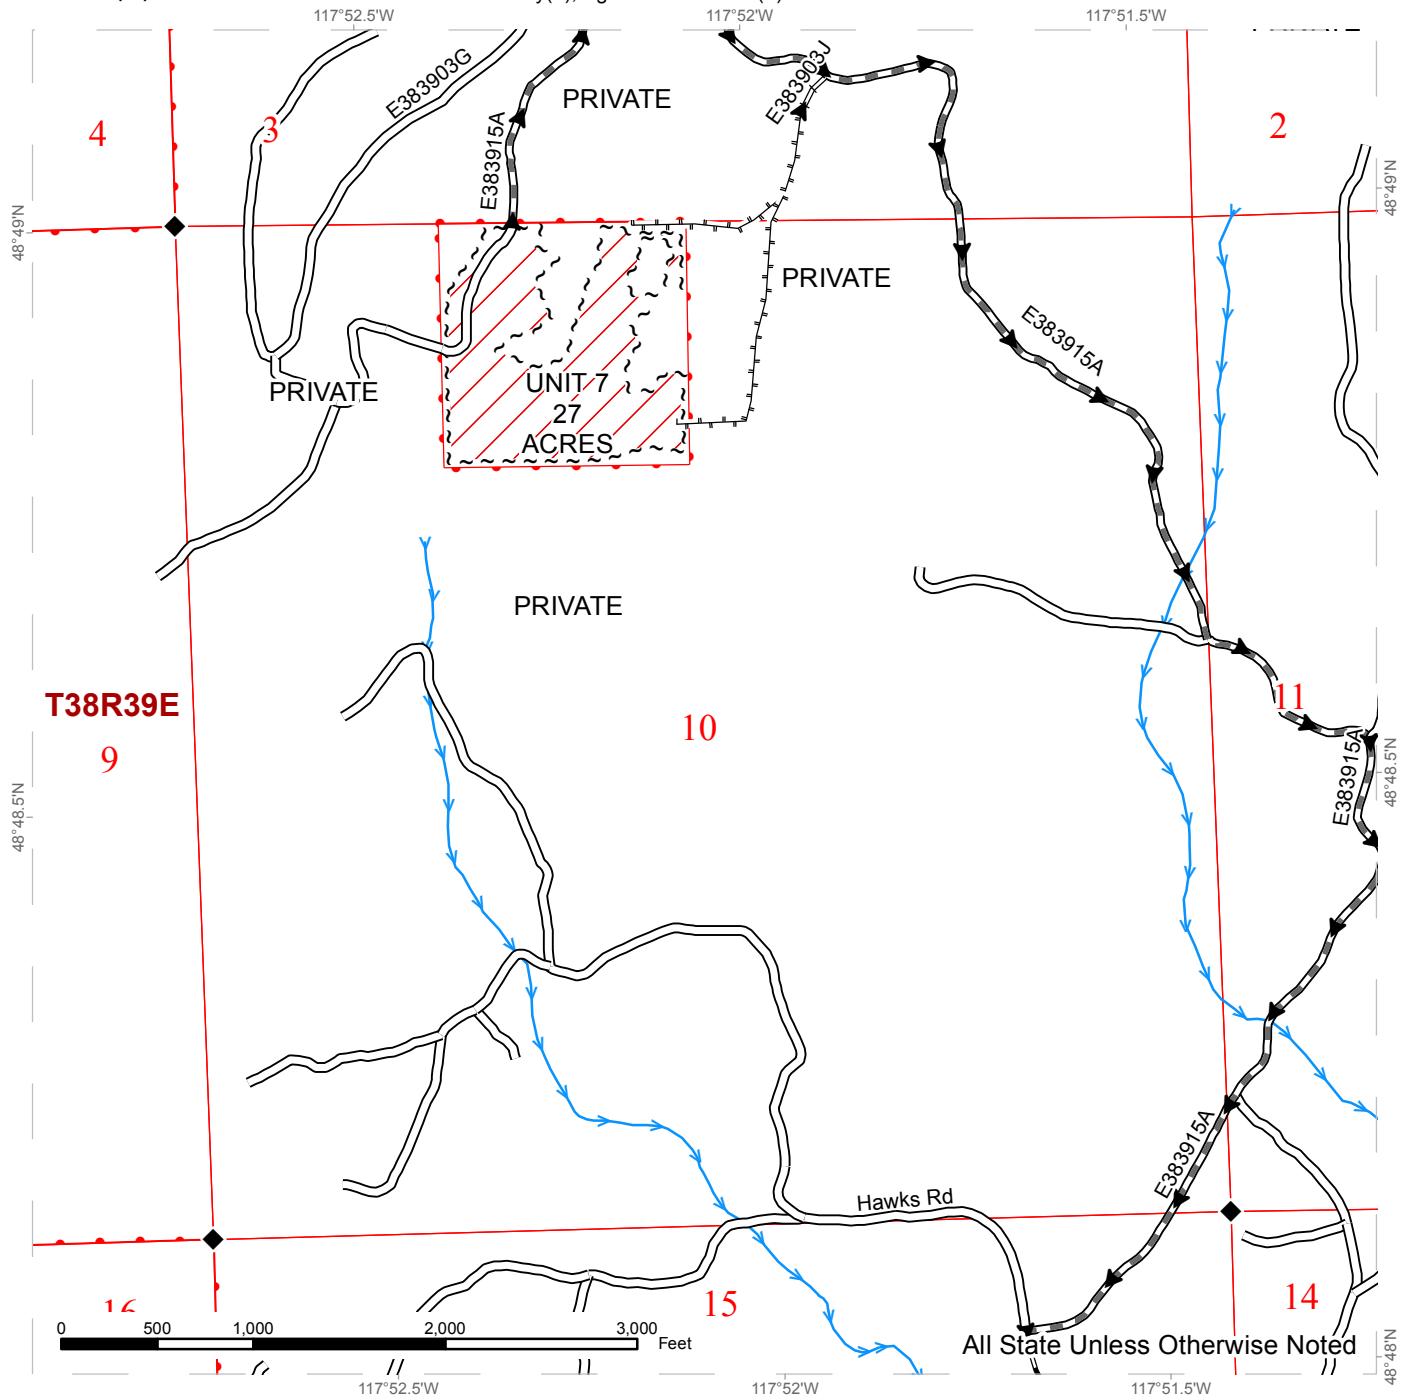 117°52.5'W
117°52'W
117°51.5'W
4
3
E383903G
E383915A
PRIVATE
E383903J
2
48°49'N
48°49'N
PRIVATE
E383915A
PRIVATE
UNIT 7
27
ACRES
PRIVATE
T38R39E
9
10
11
E383915A
48°48.5'N
48°48.5'N
E383915A
Hawks Rd
16
15
14
0
500
1,000
2,000
3,000
Feet
All State Unless Otherwise Noted
48°48'N
117°52.5'W
117°52'W
117°51.5'W